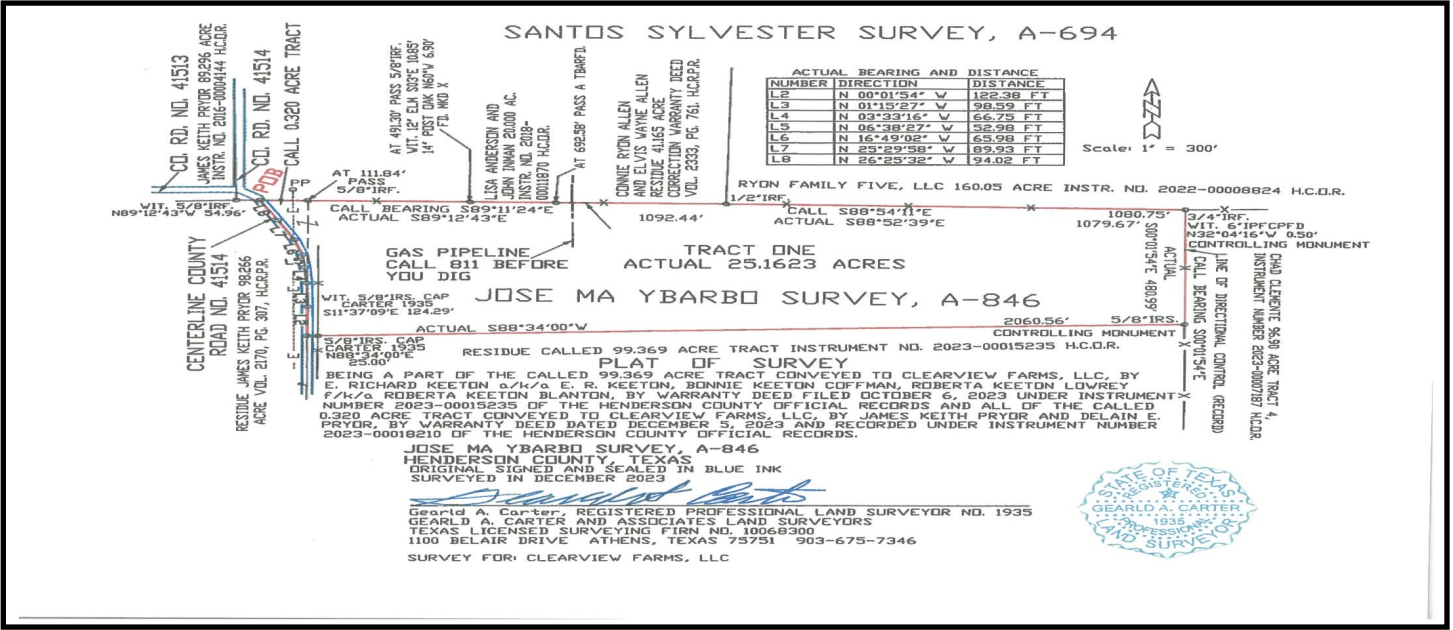 SANTOS SYLVESTER SURVEY, A-694
CO. RD. NO. 41513
JAMES KEITH PRYOR 89.296 ACRE
INSTR. NO. 2016-00004144 H.C.O.R.
CO. RD. NO. 41514
CALL 0.320 ACRE TRACT
POB
PP
AT 111.84'
PASS
5/8"IRF.
AT 491.30' PASS 5/8"IRF.
WIT. 12" ELM S03°E 10.85'
14" POST OAK N60°W 6.90'
FD. MKD X
LISA ANDERSON AND
JOHN INMAN 20.000 AC.
INSTR. NO. 2018-
00011870 H.C.O.R.
AT 692.58' PASS A TBARFD.
CONNIE RYON ALLEN
AND ELVIS WAYNE ALLEN
RESIDUE 41.165 ACRE
CORRECTION WARRANTY DEED
VOL. 2333, PG. 761, H.C.R.P.R.
ACTUAL BEARING AND DISTANCE
NUMBER DIRECTION DISTANCE
L2 N 00°01'54" W 122.38 FT
L3 N 01°15'27" W 98.59 FT
L4 N 03°33'16" W 66.75 FT
L5 N 06°38'27" W 52.98 FT
L6 N 16°49'02" W 65.98 FT
L7 N 25°29'58" W 89.93 FT
L8 N 26°25'32" W 94.02 FT
Scale: 1" = 300'
RYON FAMILY FIVE, LLC 160.05 ACRE INSTR. NO. 2022-00008824 H.C.O.R.
WIT. 5/8"IRF.
N89°12'43"W 54.96'
CALL BEARING S89°11'24"E
ACTUAL S89°12'43"E
1092.44'
1/2"IRF.
CALL S88°54'11"E
ACTUAL S88°52'39"E
1080.75'
1079.67'
3/4"IRF.
WIT. 6"IPFCPFD
N32°04'16"W 0.50'
CONTROLLING MONUMENT
CENTERLINE COUNTY
ROAD NO. 41514
RESIDUE JAMES KEITH PRYOR 98.266
ACRE VOL. 2170, PG. 307, H.C.R.P.R.
L8
L7
L6
L5
L4
L3
L2
E
E
GAS PIPELINE
CALL 811 BEFORE
YOU DIG
TRACT ONE
ACTUAL 25.1623 ACRES
S00°01'54"E 480.99'
ACTUAL
CALL BEARING S00°01'54"E
LINE OF DIRECTIONAL CONTROL (RECORD)
CHAD CLEMENTE 96.90 ACRE TRACT 4,
INSTRUMENT NUMBER 2023-00007187 H.C.O.R.
WIT. 5/8"IRS. CAP
CARTER 1935
S11°37'09"E 124.29'
JOSE MA YBARBO SURVEY, A-846
ACTUAL S88°34'00"W
2060.56'
5/8"IRS.
CONTROLLING MONUMENT
5/8"IRS. CAP
CARTER 1935
N88°34'00"E
25.00'
RESIDUE CALLED 99.369 ACRE TRACT INSTRUMENT NO. 2023-00015235 H.C.O.R.
PLAT OF SURVEY
BEING A PART OF THE CALLED 99.369 ACRE TRACT CONVEYED TO CLEARVIEW FARMS, LLC, BY
E. RICHARD KEETON a/k/a E. R. KEETON, BONNIE KEETON COFFMAN, ROBERTA KEETON LOWREY
f/k/a ROBERTA KEETON BLANTON, BY WARRANTY DEED FILED OCTOBER 6, 2023 UNDER INSTRUMENT
NUMBER 2023-00015235 OF THE HENDERSON COUNTY OFFICIAL RECORDS AND ALL OF THE CALLED
0.320 ACRE TRACT CONVEYED TO CLEARVIEW FARMS, LLC, BY JAMES KEITH PRYOR AND DELAIN E.
PRYOR, BY WARRANTY DEED DATED DECEMBER 5, 2023 AND RECORDED UNDER INSTRUMENT NUMBER
2023-00018210 OF THE HENDERSON COUNTY OFFICIAL RECORDS.
JOSE MA YBARBO SURVEY, A-846
HENDERSON COUNTY, TEXAS
ORIGINAL SIGNED AND SEALED IN BLUE INK
SURVEYED IN DECEMBER 2023
Gearld A. Carter, REGISTERED PROFESSIONAL LAND SURVEYOR NO. 1935
GEARLD A. CARTER AND ASSOCIATES LAND SURVEYORS
TEXAS LICENSED SURVEYING FIRN NO. 10068300
1100 BELAIR DRIVE ATHENS, TEXAS 75751 903-675-7346
SURVEY FOR: CLEARVIEW FARMS, LLC
STATE OF TEXAS
REGISTERED
GEARLD A. CARTER
1935
PROFESSIONAL
LAND SURVEYOR